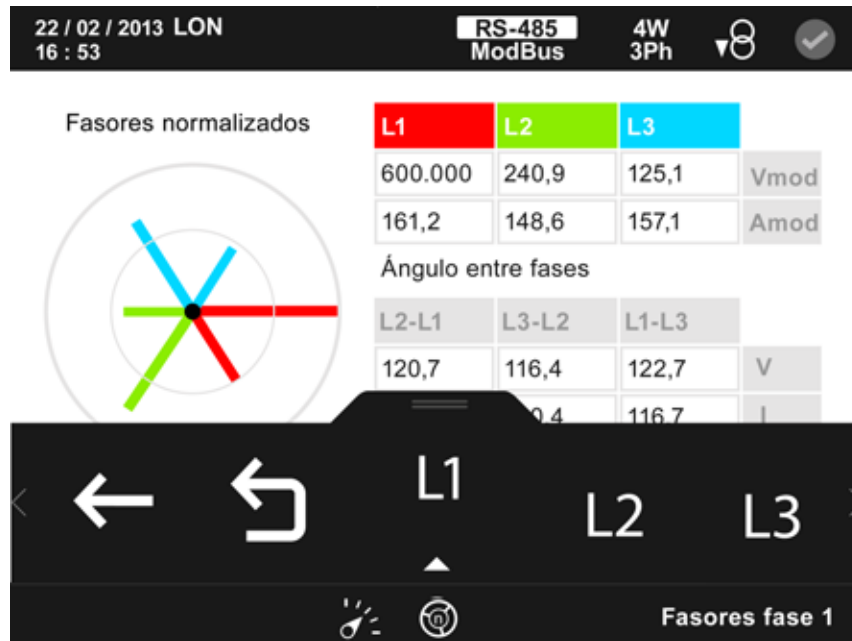 22 / 02 / 2013 LON RS-485 4W
16 : 53 ModBus 3Ph
Fasores normalizados
L1 L2 L3
600.000 240,9 125,1 Vmod
161,2 148,6 157,1 Amod
Ángulo entre fases
L2-L1 L3-L2 L1-L3
120,7 116,4 122,7 V
0,4 116,7 I
L1 L2 L3
n
Fasores fase 1